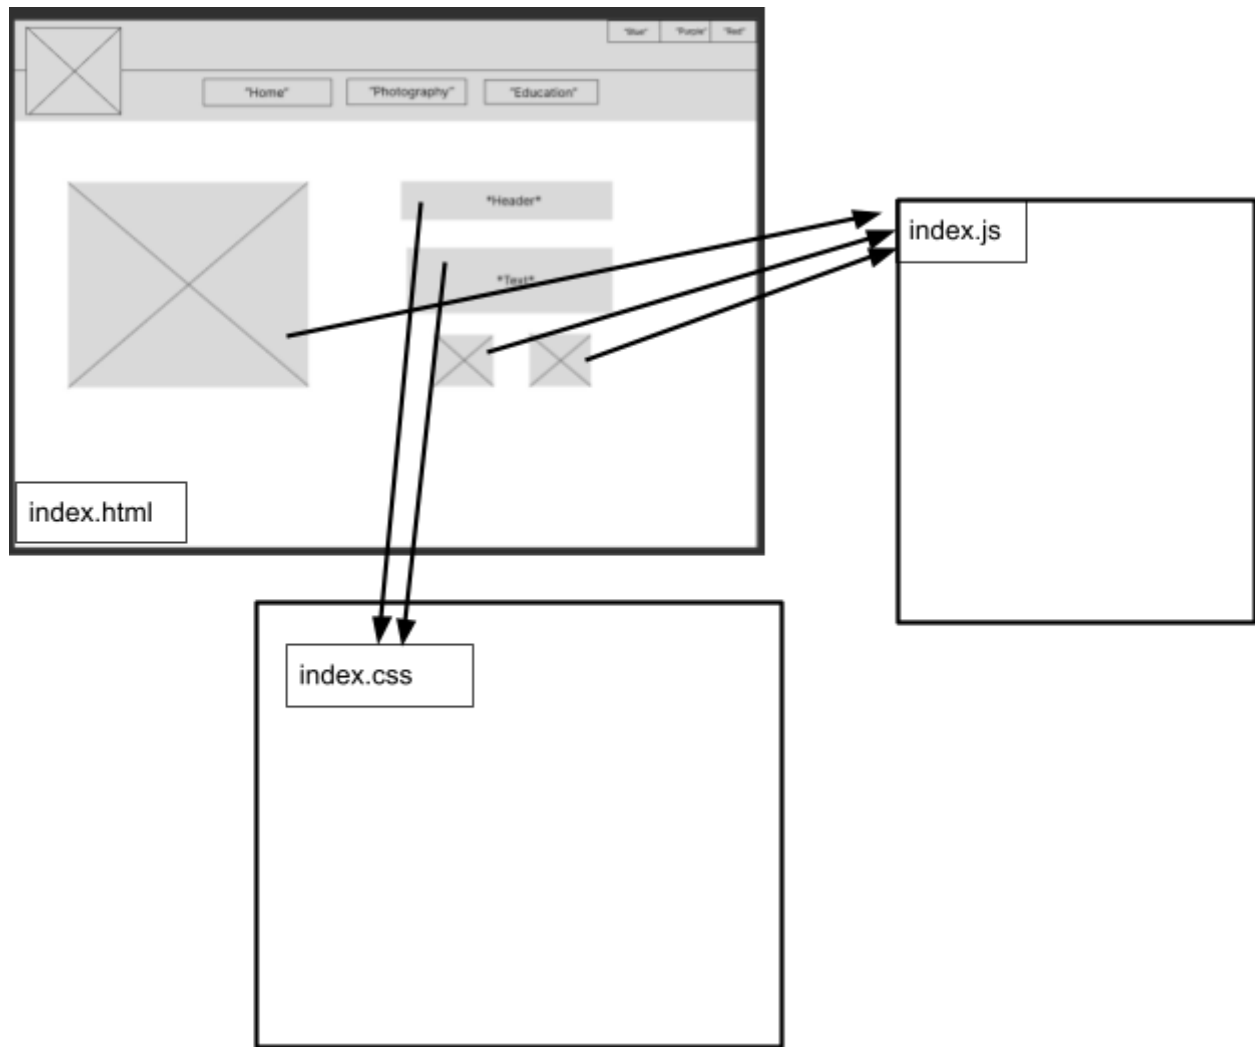 "Blue" "Purple" "Red"
"Home" "Photography" "Education"
*Header*
index.js
*Text*
index.html
index.css